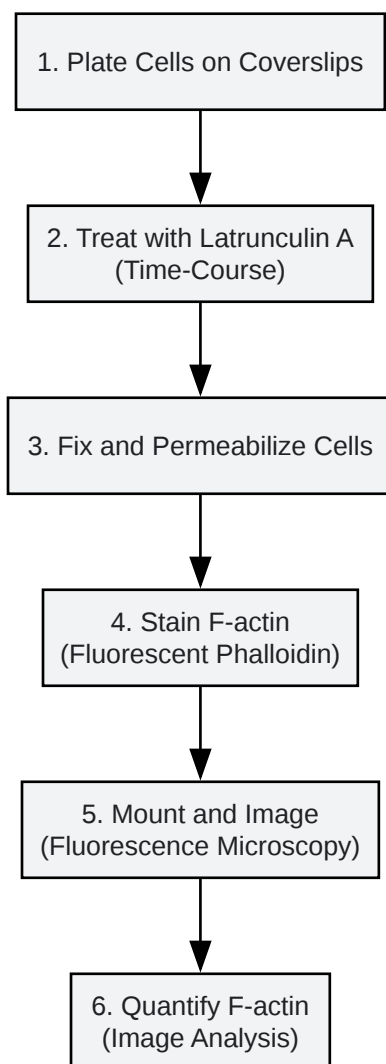 1. Plate Cells on Coverslips
2. Treat with Latrunculin A
(Time-Course)
3. Fix and Permeabilize Cells
4. Stain F-actin
(Fluorescent Phalloidin)
5. Mount and Image
(Fluorescence Microscopy)
6. Quantify F-actin
(Image Analysis)